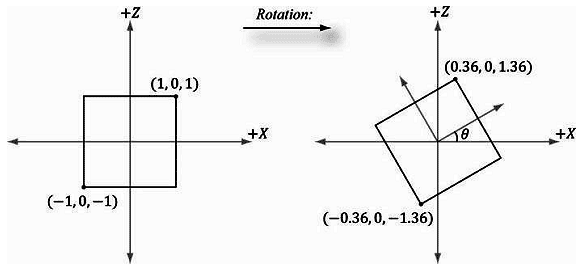 Rotation:
+Z
(1, 0, 1)
+X
(−1, 0, −1)
+Z
(0.36, 0, 1.36)
θ
+X
(−0.36, 0, −1.36)